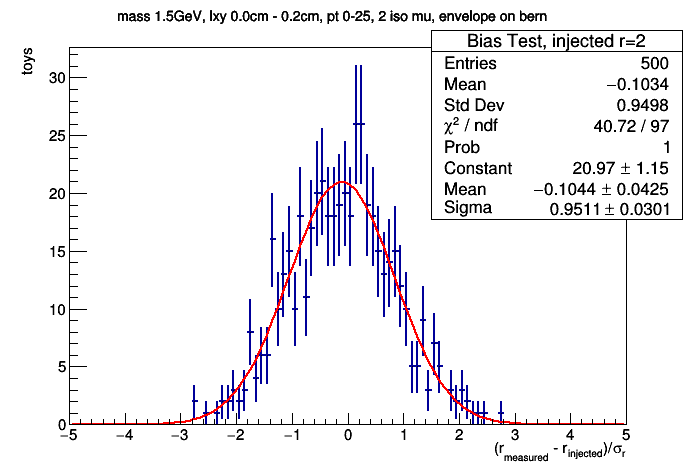 mass 1.5GeV, lxy 0.0cm - 0.2cm, pt 0-25, 2 iso mu, envelope on bern
Bias Test, injected r=2
Entries 500
Mean −0.1034
Std Dev 0.9498
χ² / ndf 40.72 / 97
Prob 1
Constant 20.97 ± 1.15
Mean −0.1044 ± 0.0425
Sigma 0.9511 ± 0.0301
toys
30
25
20
15
10
5
0
−5 −4 −3 −2 −1 0 1 2 3 4 5
(r_measured - r_injected)/σ_r